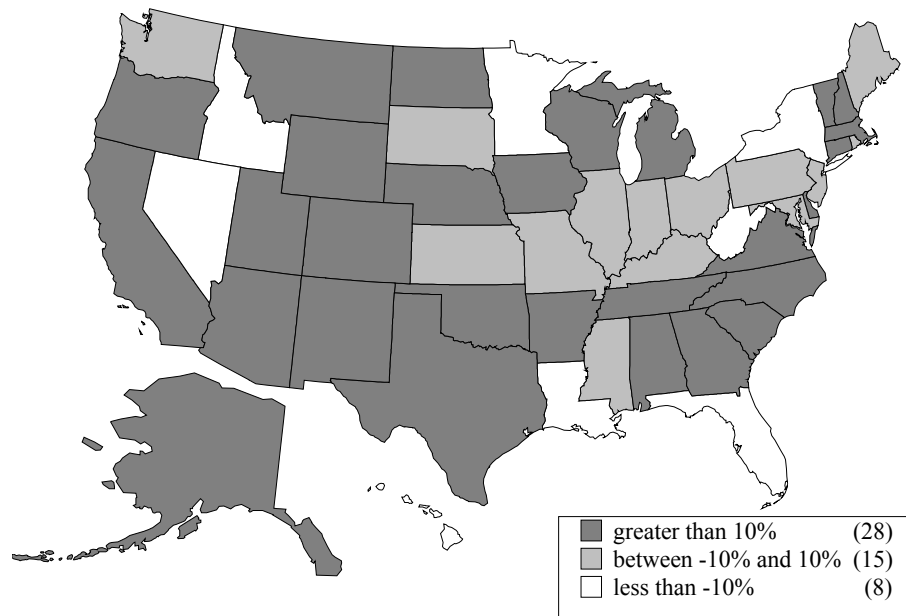 greater than 10% (28)
between -10% and 10% (15)
less than -10% (8)